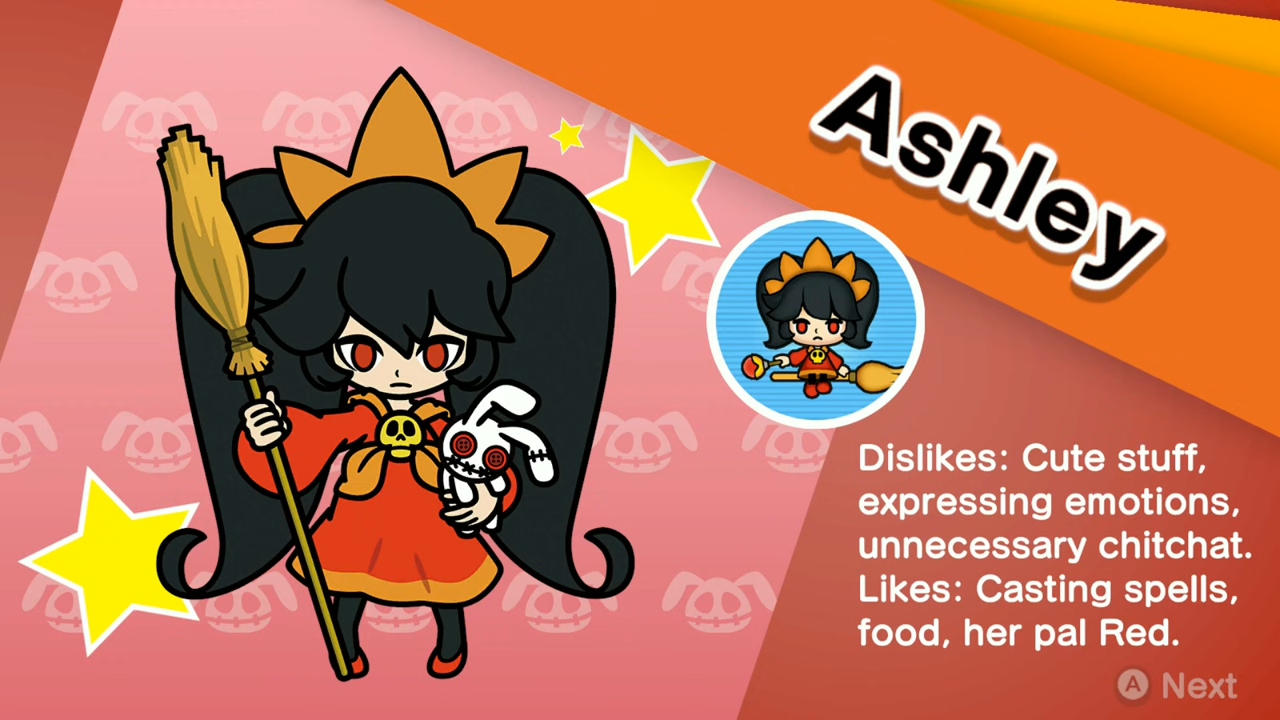 Ashley
Dislikes: Cute stuff,
expressing emotions,
unnecessary chitchat.
Likes: Casting spells,
food, her pal Red.
A Next